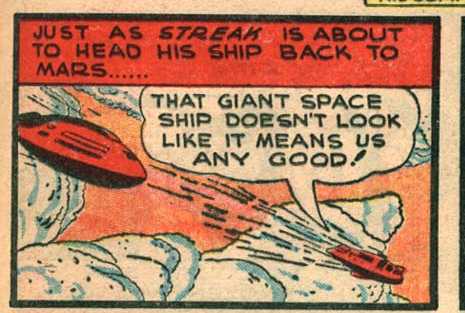 JUST AS STREAK IS ABOUT
TO HEAD HIS SHIP BACK TO
MARS......
THAT GIANT SPACE
SHIP DOESN'T LOOK
LIKE IT MEANS US
ANY GOOD!